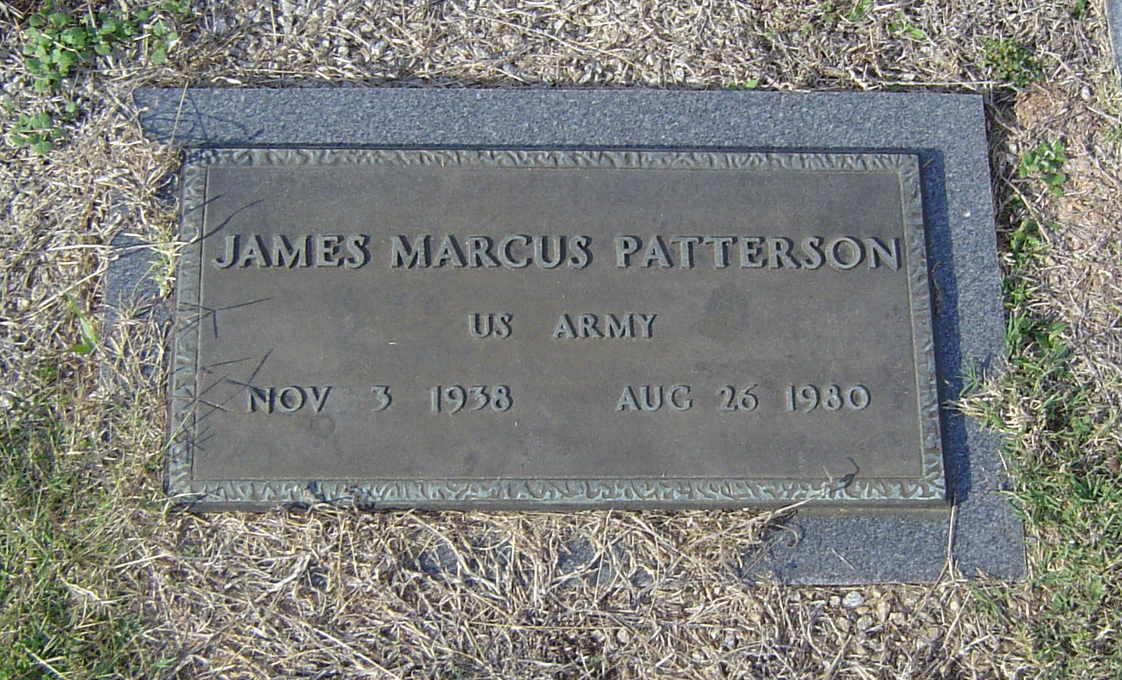 JAMES MARCUS PATTERSON
US ARMY
NOV 3 1938 AUG 26 1980